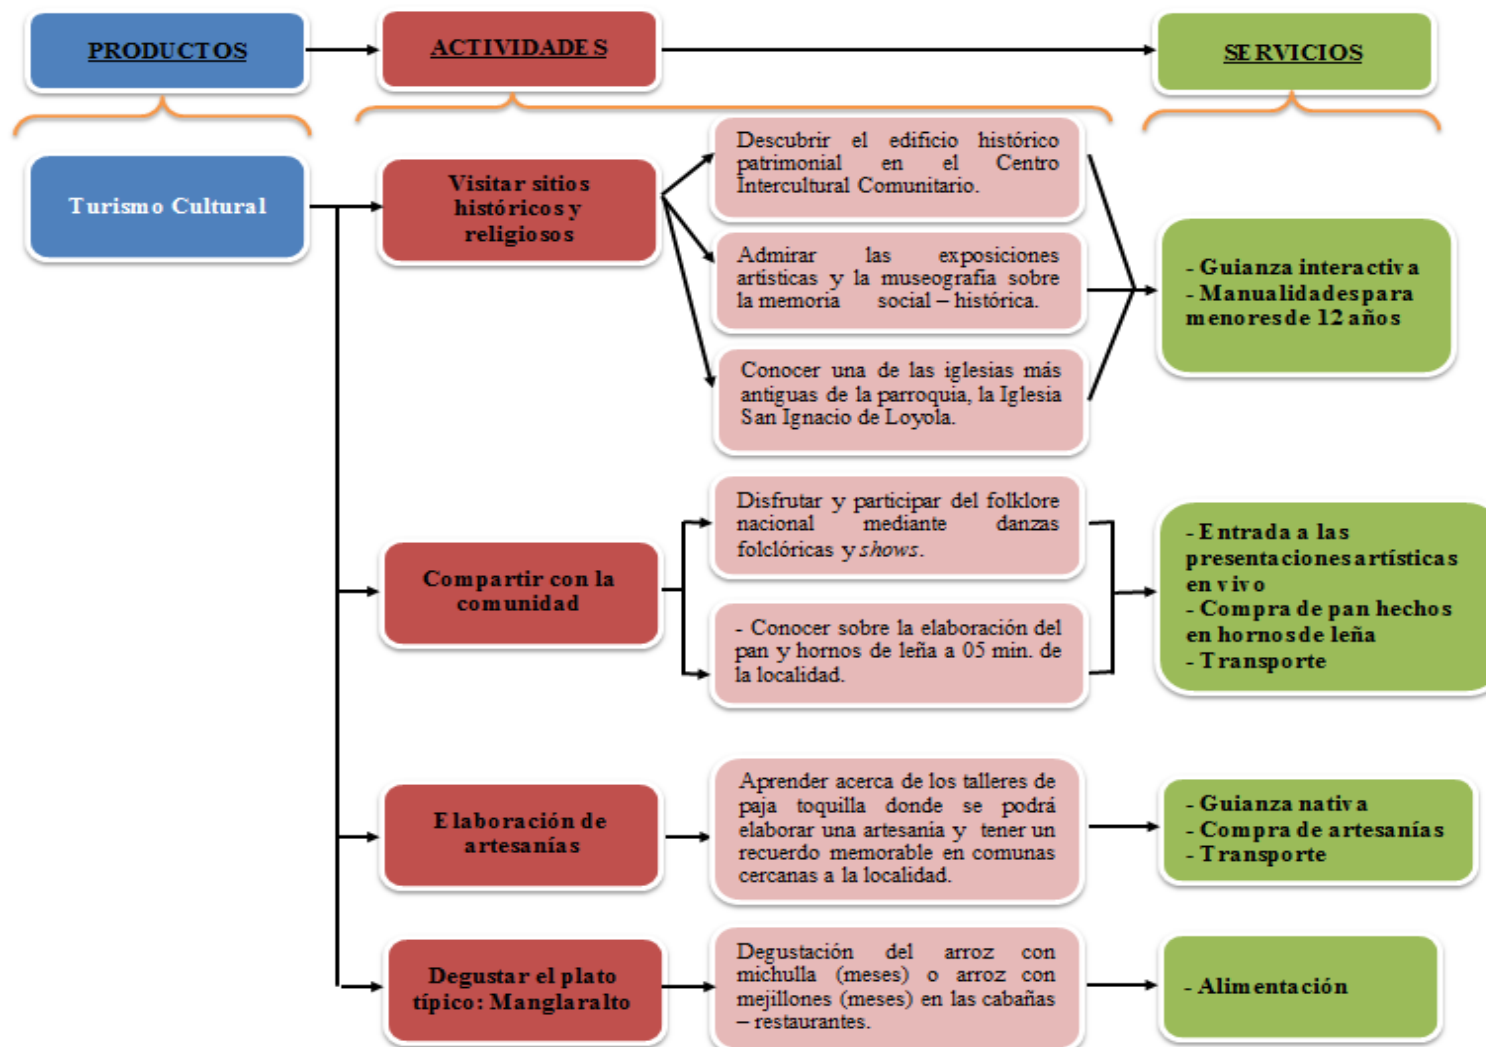 PRODUCTOS
ACTIVIDADES
SERVICIOS
Turismo Cultural
Visitar sitios
históricos y
religiosos
Descubrir el edificio histórico
patrimonial en el Centro
Intercultural Comunitario.
Admirar las exposiciones
artísticas y la museografía sobre
la memoria social – histórica.
Conocer una de las iglesias más
antiguas de la parroquia, la Iglesia
San Ignacio de Loyola.
- Guianza interactiva
- Manualidades para
menores de 12 años
Compartir con la
comunidad
Disfrutar y participar del folklore
nacional mediante danzas
folclóricas y shows.
- Conocer sobre la elaboración del
pan y hornos de leña a 05 min. de
la localidad.
- Entrada a las
presentaciones artísticas
en vivo
- Compra de pan hechos
en hornos de leña
- Transporte
Elaboración de
artesanías
Aprender acerca de los talleres de
paja toquilla donde se podrá
elaborar una artesanía y tener un
recuerdo memorable en comunas
cercanas a la localidad.
- Guianza nativa
- Compra de artesanías
- Transporte
Degustar el plato
típico: Manglaralto
Degustación del arroz con
michulla (meses) o arroz con
mejillones (meses) en las cabañas
– restaurantes.
- Alimentación